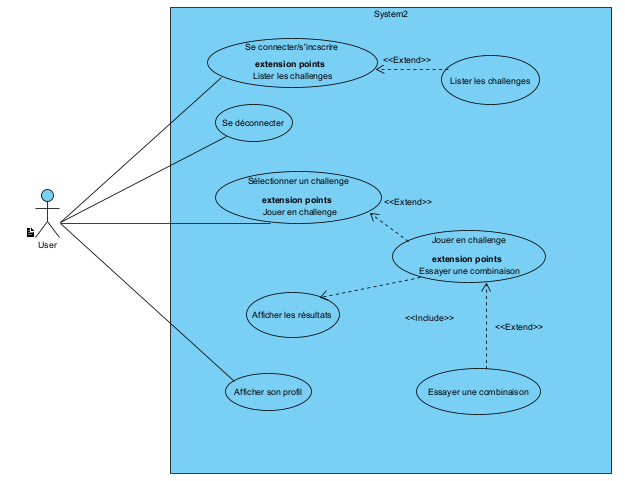 System2
Se connecter/s'incscrire
extension points
Lister les challenges
<<Extend>>
Lister les challenges
Se déconnecter
Sélectionner un challenge
extension points
Jouer en challenge
<<Extend>>
User
Jouer en challenge
extension points
Essayer une combinaison
Afficher les résultats
<<Include>>
<<Extend>>
Afficher son profil
Essayer une combinaison